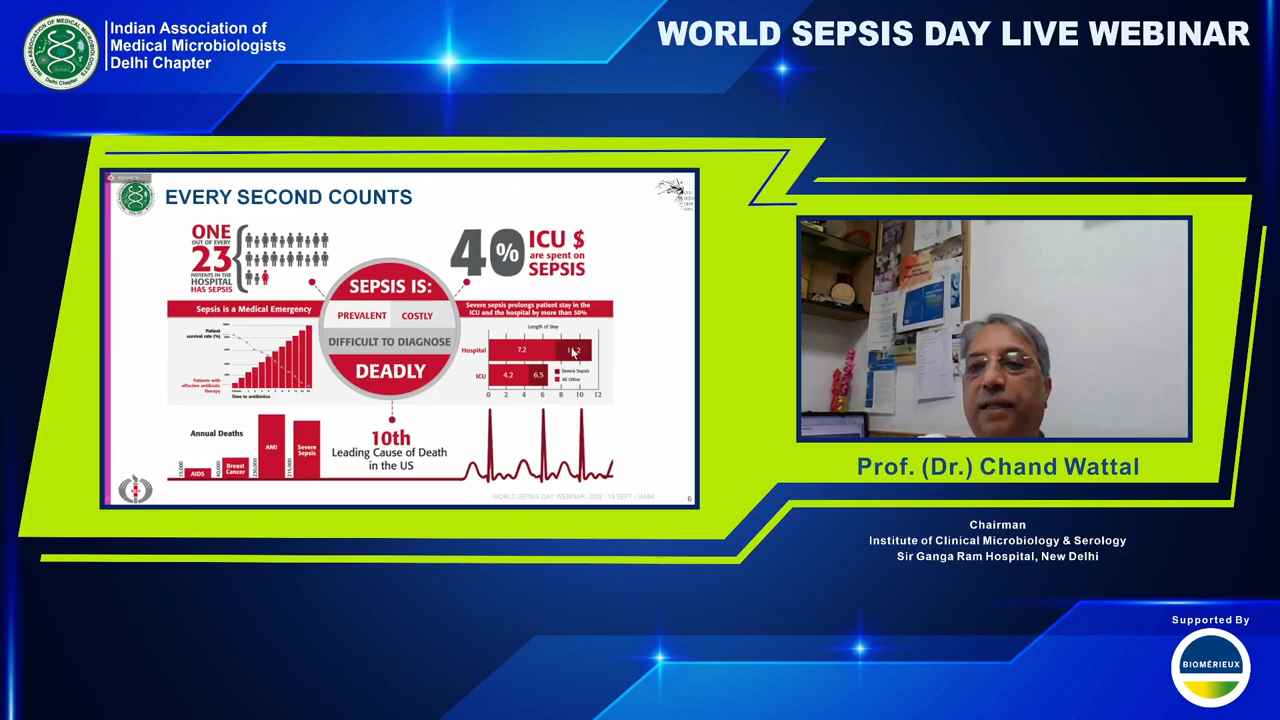 Indian Association of
Medical Microbiologists
Delhi Chapter
WORLD SEPSIS DAY LIVE WEBINAR
EVERY SECOND COUNTS
ONE
OUT OF EVERY
23
PATIENTS IN THE
HOSPITAL
HAS SEPSIS
40%
ICU $
are spent on
SEPSIS
SEPSIS IS:
PREVALENT
COSTLY
DIFFICULT TO DIAGNOSE
DEADLY
Sepsis is a Medical Emergency
Patient
survival rate (%)
Patients with
effective antibiotic
therapy
Time to antibiotics
Severe sepsis prolongs patient stay in the
ICU and the hospital by more than 50%
Length of Stay
Hospital
7.2
ICU
4.2
6.5
Severe Sepsis
All Other
0 2 4 6 8 10 12
Annual Deaths
AIDS
Breast
Cancer
AMI
Severe
Sepsis
10th
Leading Cause of Death
in the US
WORLD SEPSIS DAY WEBINAR, 2022 / 13 SEPT / IAMM
6
Prof. (Dr.) Chand Wattal
Chairman
Institute of Clinical Microbiology & Serology
Sir Ganga Ram Hospital, New Delhi
Supported By
BIOMÉRIEUX